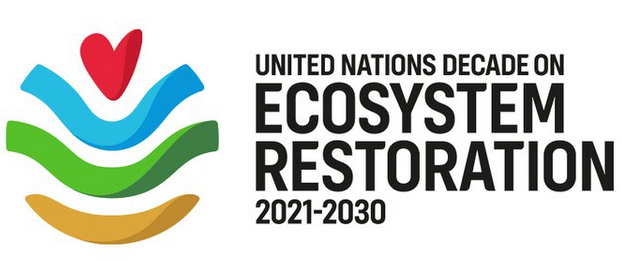 UNITED NATIONS DECADE ON
ECOSYSTEM
RESTORATION
2021-2030